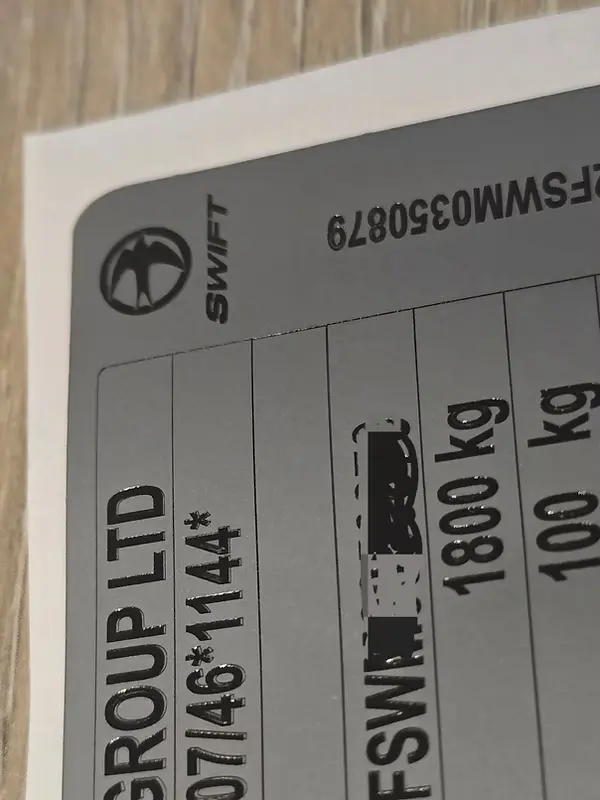 SWIFT
2FSWM0350879
GROUP LTD
07/46*1144*
1800 kg
100 kg